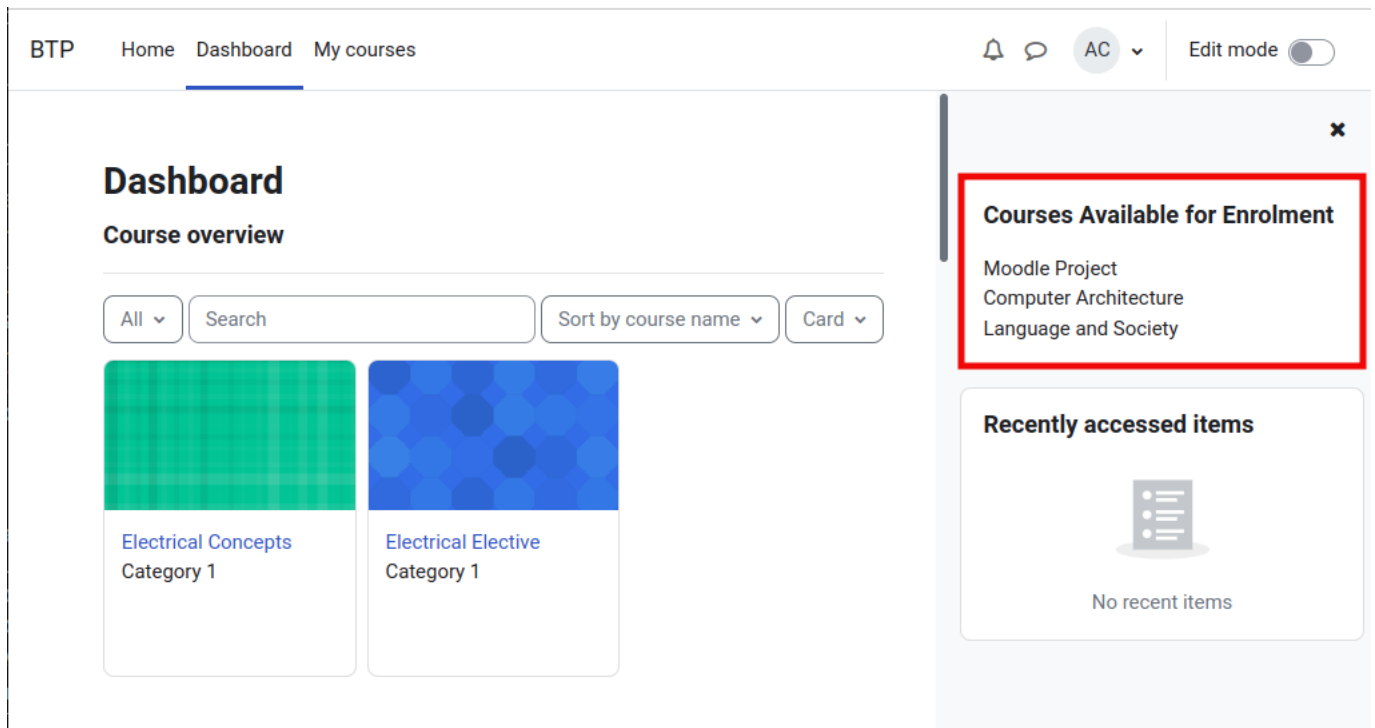 BTP Home Dashboard My courses AC Edit mode
Dashboard
Course overview
All Search Sort by course name Card
Electrical Concepts
Category 1
Electrical Elective
Category 1
Courses Available for Enrolment
Moodle Project
Computer Architecture
Language and Society
Recently accessed items
No recent items